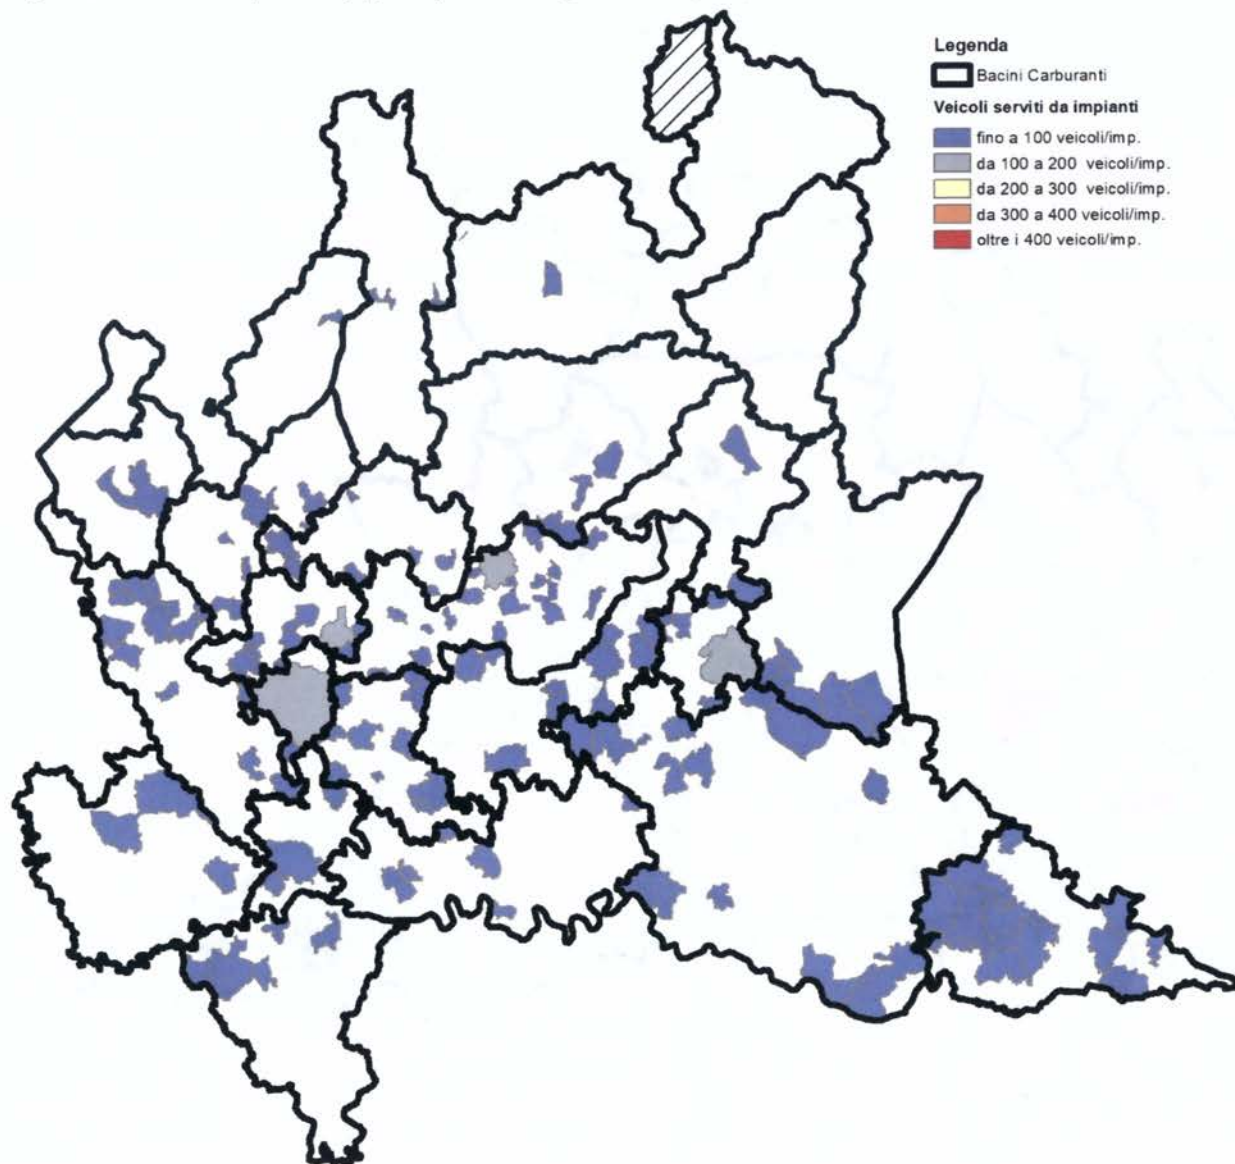 Legenda
Bacini Carburanti
Veicoli serviti da impianti
fino a 100 veicoli/imp.
da 100 a 200 veicoli/imp.
da 200 a 300 veicoli/imp.
da 300 a 400 veicoli/imp.
oltre i 400 veicoli/imp.